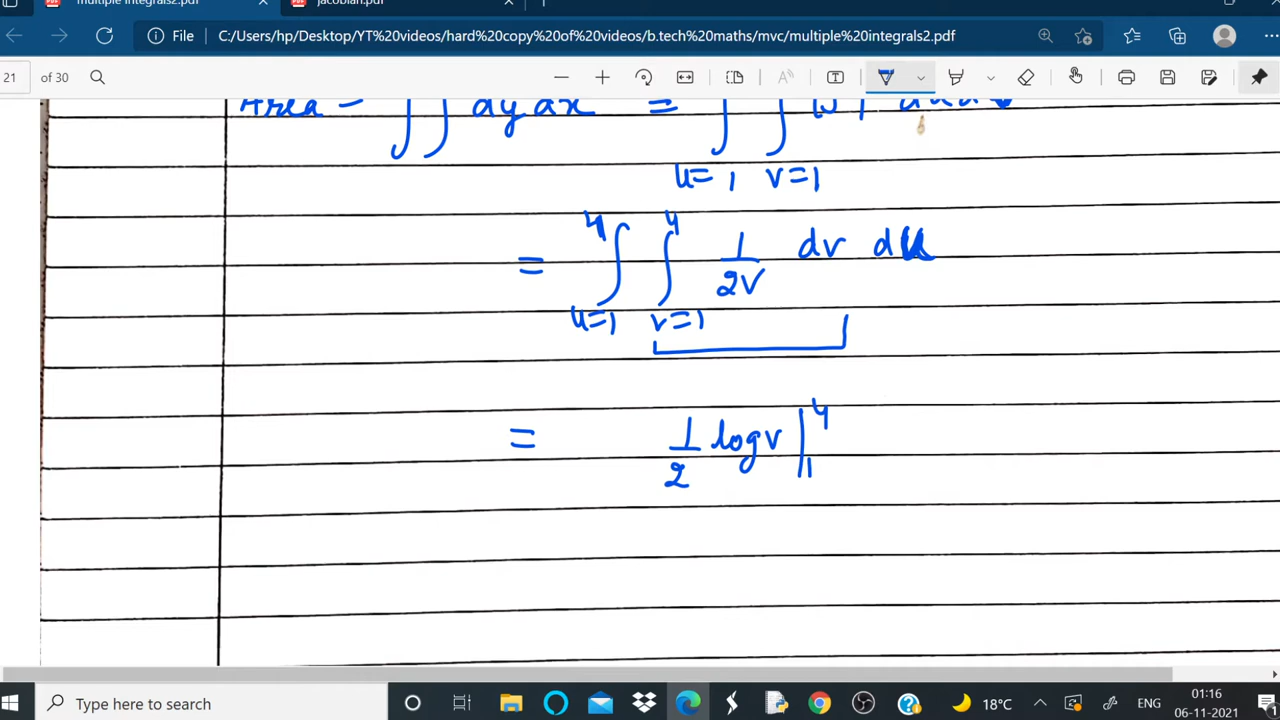 multiple integrals2.pdf jacobian.pdf
File C:/Users/hp/Desktop/YT%20videos/hard%20copy%20of%20videos/b.tech%20maths/mvc/multiple%20integrals2.pdf
21 of 30
Area = ∫∫ dy dx = ∫∫ |J| du dv
u=1 v=1
= ∫_{u=1}^{4} ∫_{v=1}^{4} 1/2v dv du
= 1/2 log v |_1^4
Type here to search 18°C ENG 01:16
06-11-2021